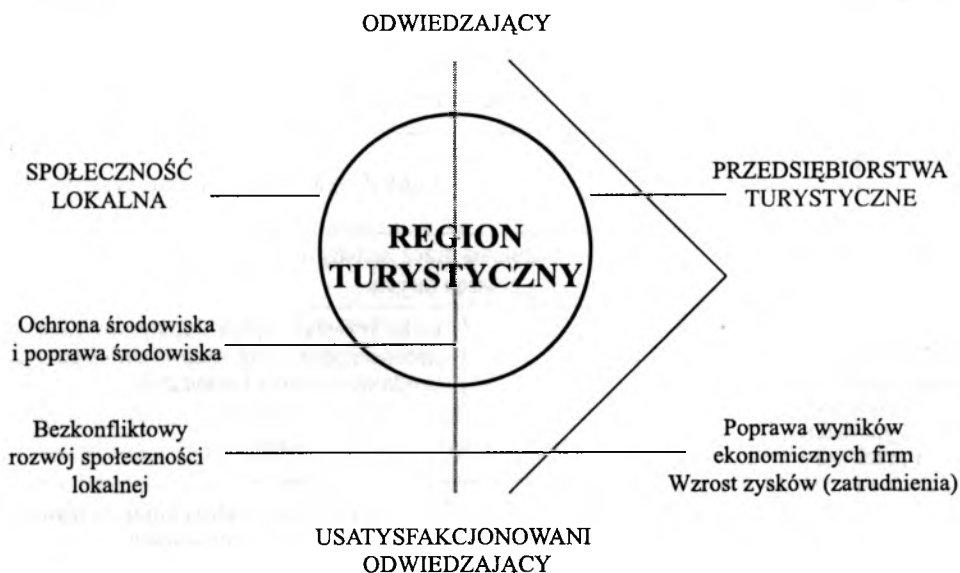 ODWIEDZAJĄCY
SPOŁECZNOŚĆ
LOKALNA
PRZEDSIĘBIORSTWA
TURYSTYCZNE
REGION
TURYSTYCZNY
Ochrona środowiska
i poprawa środowiska
Bezkonfliktowy
rozwój społeczności
lokalnej
Poprawa wyników
ekonomicznych firm
Wzrost zysków (zatrudnienia)
USATYSFAKCJONOWANI
ODWIEDZAJĄCY